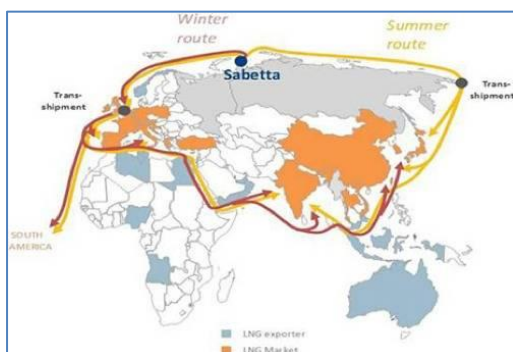 Winter
route
Summer
route
Sabetta
Trans-
shipment
Trans-
shipment
SOUTH
AMERICA
LNG exporter
LNG Market